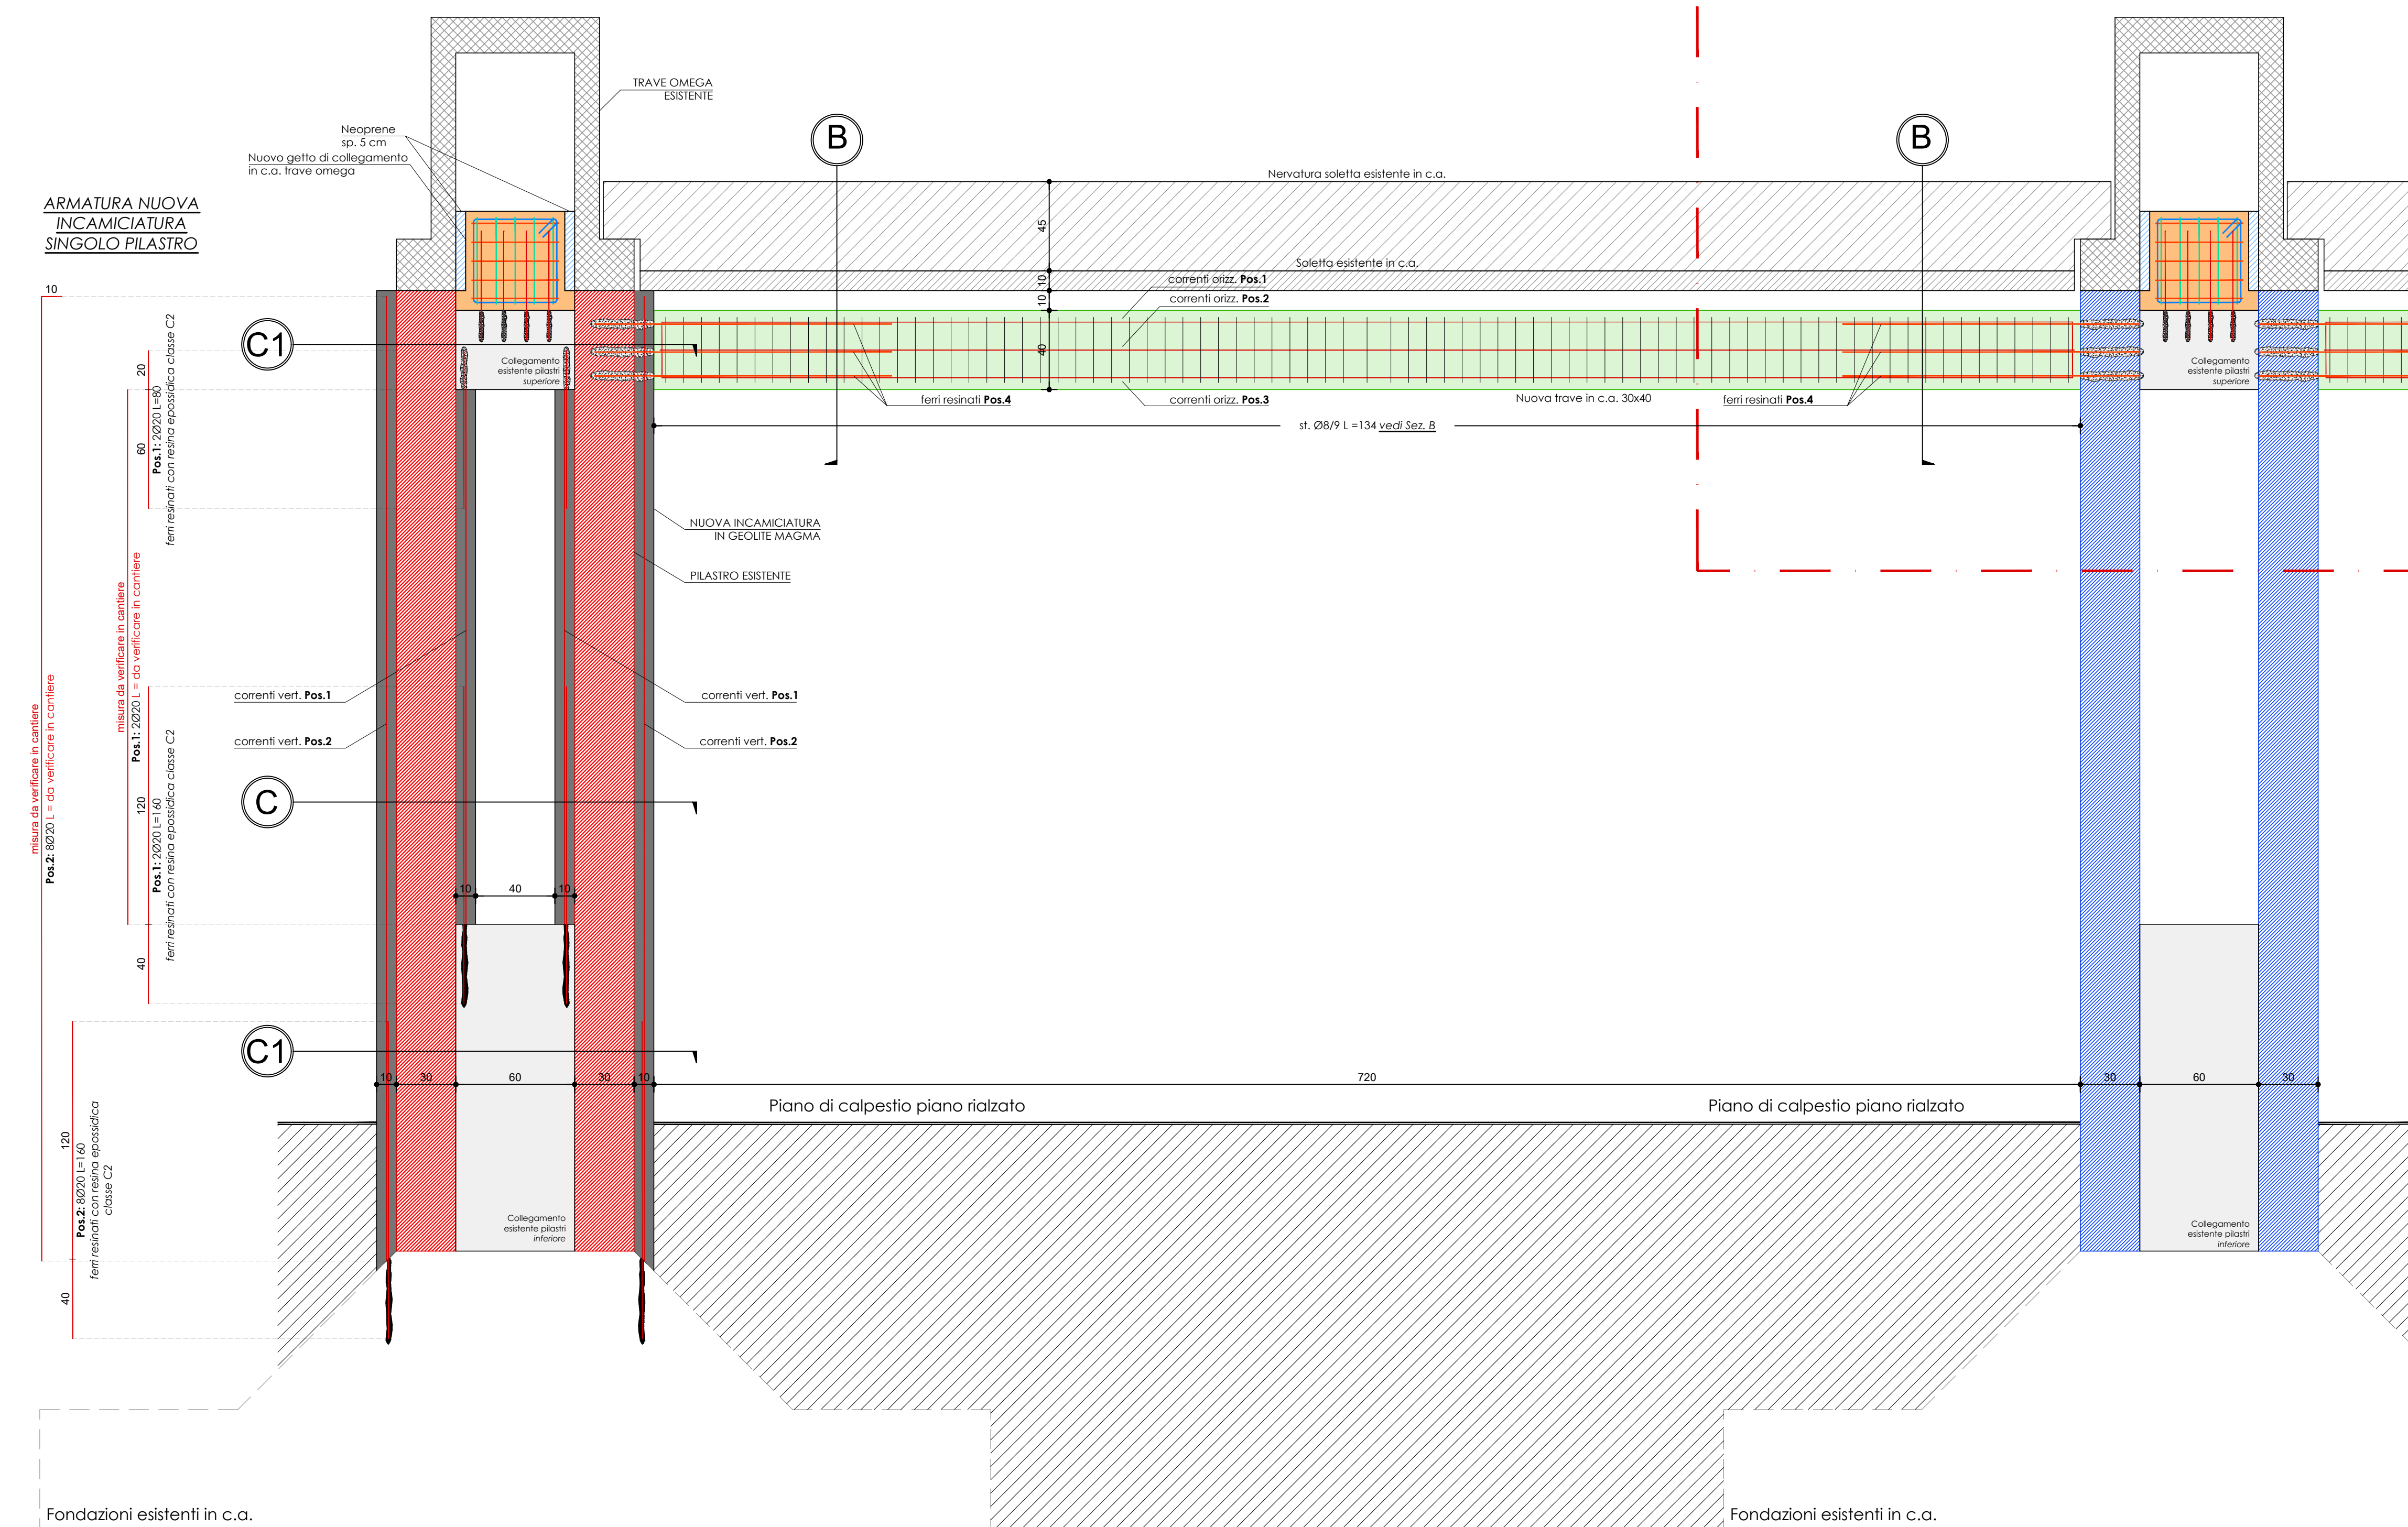 TRAVE OMEGA
ESISTENTE
Neoprene
sp. 5 cm
Nuovo getto di collegamento
in c.a. trave omega
B
B
ARMATURA NUOVA
INCAMICIATURA
SINGOLO PILASTRO
Nervatura soletta esistente in c.a.
45
Soletta esistente in c.a.
10
10
40
correnti orizz. Pos.1
correnti orizz. Pos.2
correnti orizz. Pos.3
ferri resinati Pos.4
Nuova trave in c.a. 30x40
ferri resinati Pos.4
st. Ø8/9 L =134 vedi Sez. B
C1
Collegamento
esistente pilastri
superiore
Collegamento
esistente pilastri
superiore
10
misura da verificare in cantiere
Pos.2: 8Ø20 L = da verificare in cantiere
misura da verificare in cantiere
Pos.1: 2Ø20 L = da verificare in cantiere
20
60
Pos.1: 2Ø20 L=80
ferri resinati con resina epossidica classe C2
NUOVA INCAMICIATURA
IN GEOLITE MAGMA
PILASTRO ESISTENTE
correnti vert. Pos.1
correnti vert. Pos.2
correnti vert. Pos.1
correnti vert. Pos.2
120
40
Pos.1: 2Ø20 L=160
ferri resinati con resina epossidica classe C2
C
10
40
10
C1
10
30
60
30
10
720
30
60
30
Piano di calpestio piano rialzato
Piano di calpestio piano rialzato
120
40
Pos.2: 8Ø20 L=160
ferri resinati con resina epossidica
classe C2
Collegamento
esistente pilastri
inferiore
Collegamento
esistente pilastri
inferiore
Fondazioni esistenti in c.a.
Fondazioni esistenti in c.a.